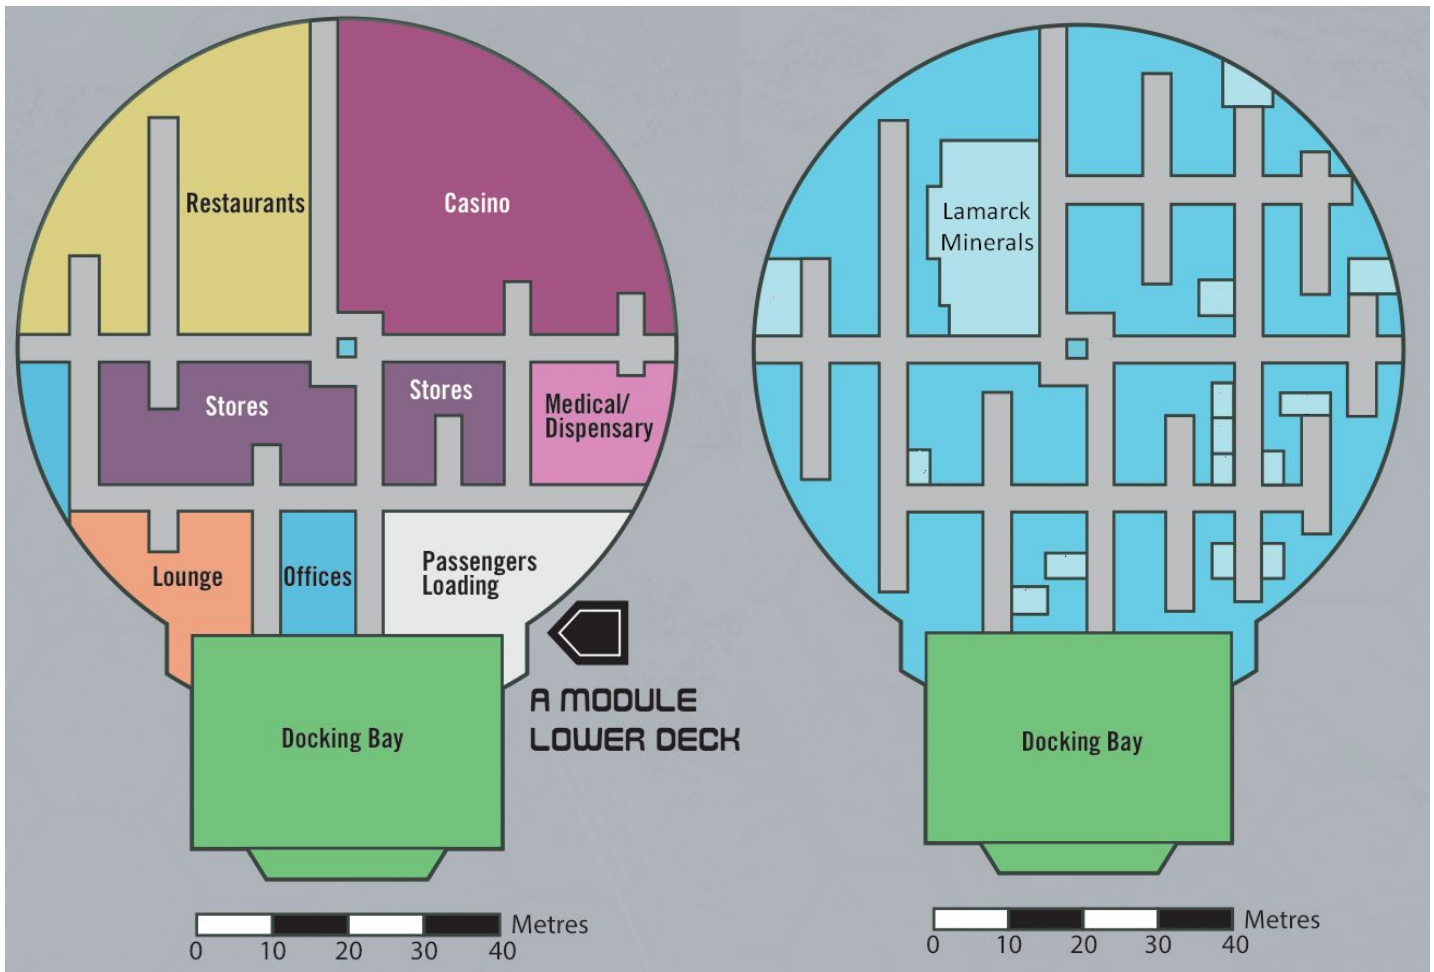 Restaurants
Casino
Stores
Stores
Medical/
Dispensary
Lounge
Offices
Passengers
Loading
A MODULE
LOWER DECK
Docking Bay
Metres
0 10 20 30 40
Lamarck
Minerals
Docking Bay
Metres
0 10 20 30 40